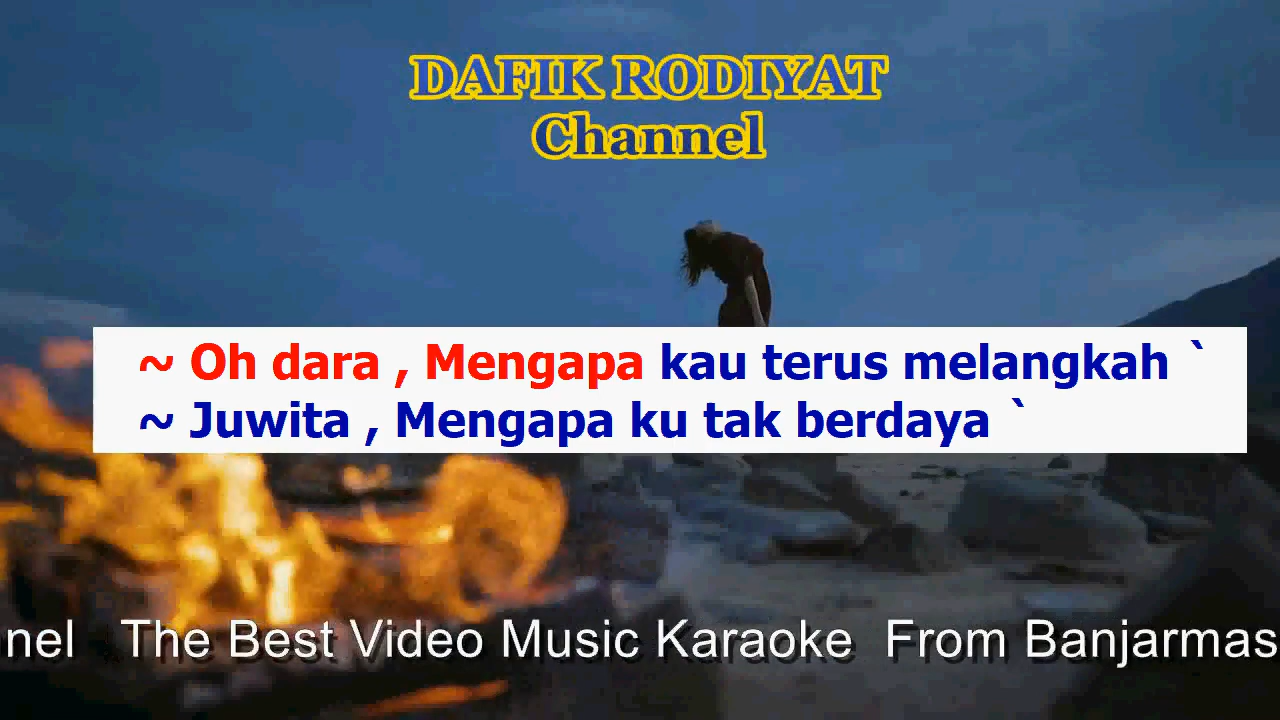 DAFIK RODIYAT
Channel
~ Oh dara , Mengapa kau terus melangkah `
~ Juwita , Mengapa ku tak berdaya `
nel The Best Video Music Karaoke From Banjarmas